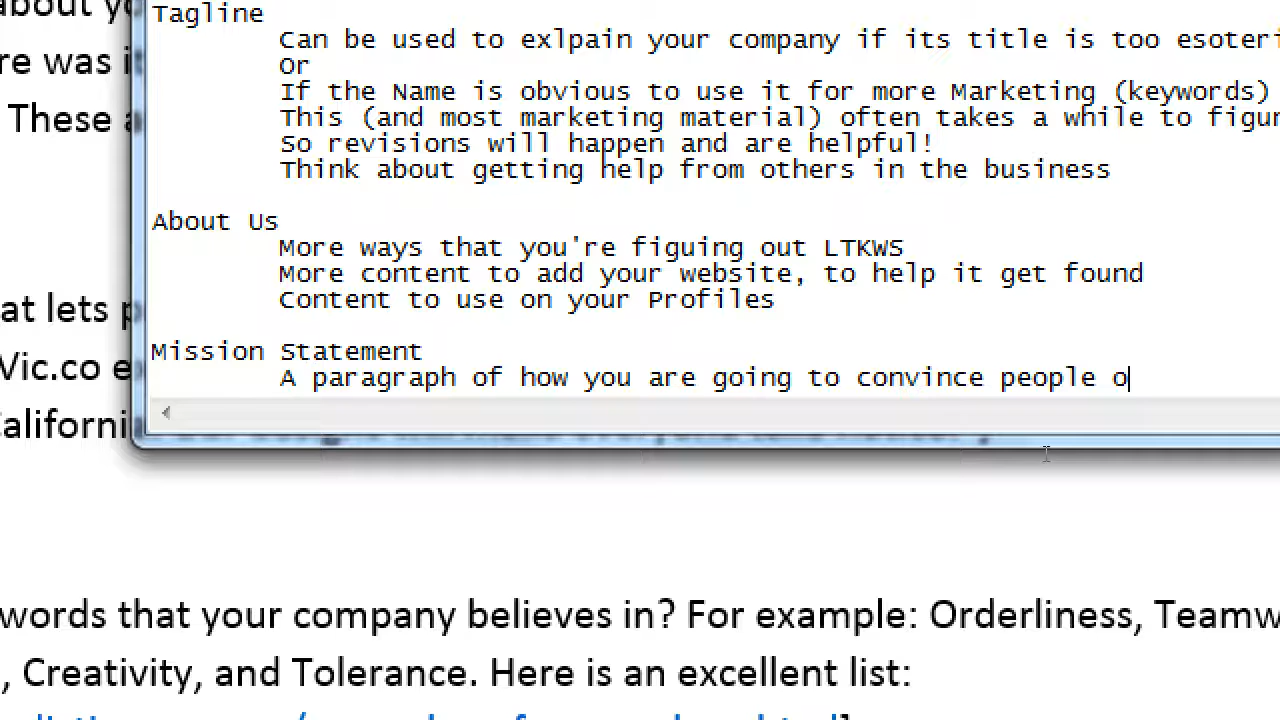 about yo
Tagline
Can be used to exlpain your company if its title is too esoteri
re was it
Or
If the Name is obvious to use it for more Marketing (keywords)
These a
This (and most marketing material) often takes a while to figur
So revisions will happen and are helpful!
Think about getting help from others in the business
About Us
More ways that you're figuing out LTKWS
More content to add your website, to help it get found
Content to use on your Profiles
at lets p
Mission Statement
Vic.co e
A paragraph of how you are going to convince people o
Californi
words that your company believes in? For example: Orderliness, Teamw
, Creativity, and Tolerance. Here is an excellent list: